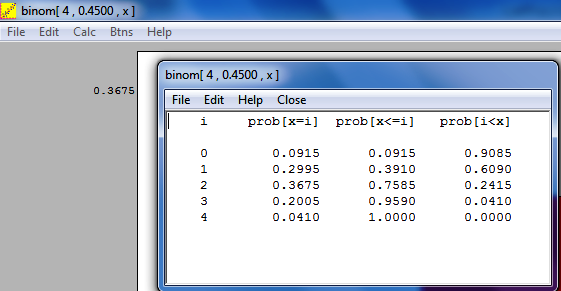 binom[ 4 , 0.4500 , x ]
File Edit Calc Btns Help
0.3675
binom[ 4 , 0.4500 , x ]
File Edit Help Close
i prob[x=i] prob[x<=i] prob[i<x]
0 0.0915 0.0915 0.9085
1 0.2995 0.3910 0.6090
2 0.3675 0.7585 0.2415
3 0.2005 0.9590 0.0410
4 0.0410 1.0000 0.0000